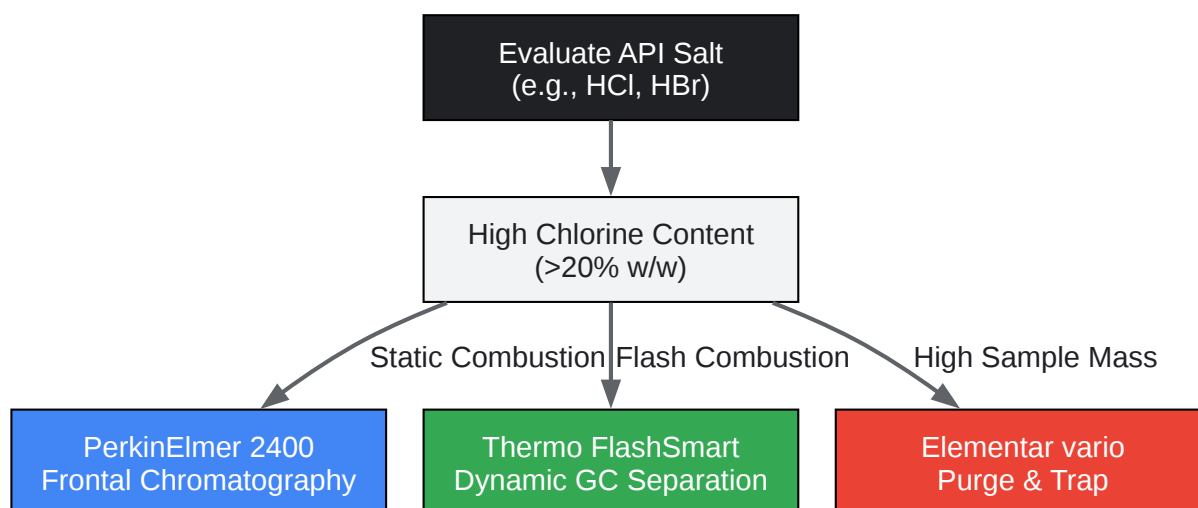 Evaluate API Salt
(e.g., HCl, HBr)
High Chlorine Content
(>20% w/w)
Static Combustion
Flash Combustion
High Sample Mass
PerkinElmer 2400
Frontal Chromatography
Thermo FlashSmart
Dynamic GC Separation
Elementar vario
Purge & Trap